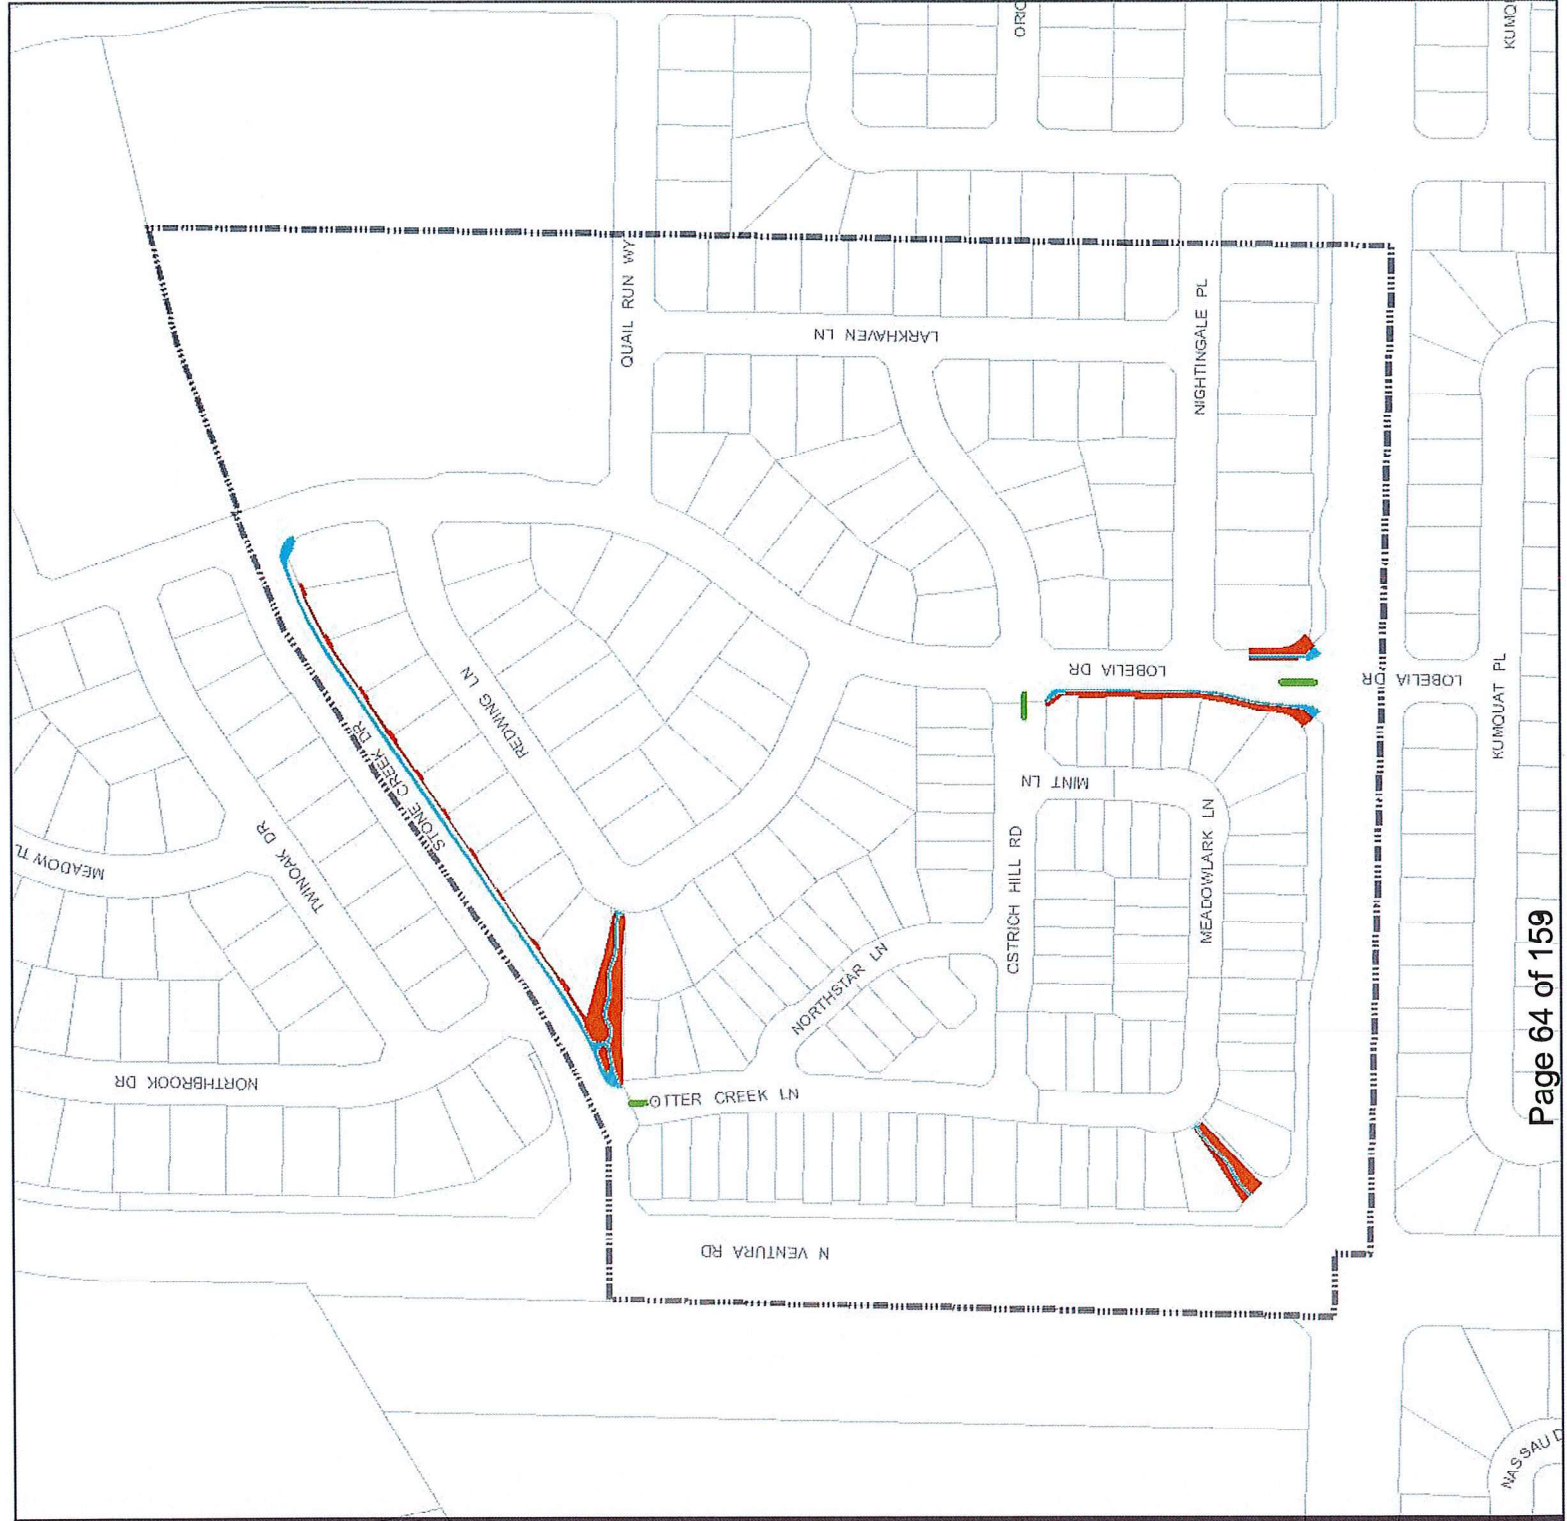 ORC
KUMQ
QUAIL RUN WY
LARKHAVEN LN
NIGHTINGALE PL
REDWING LN
LOBELIA DR
LOBELIA DR
KUMQUAT PL
STONE CREEK DR
MINT LN
TWINOAK DR
MEADOW TL
CSTRICH HILL RD
MEADOWLARK LN
NORTHSTAR LN
NORTHBROOK DR
OTTER CREEK LN
N VENTURA RD
NASSAU D
Page 64 of 159